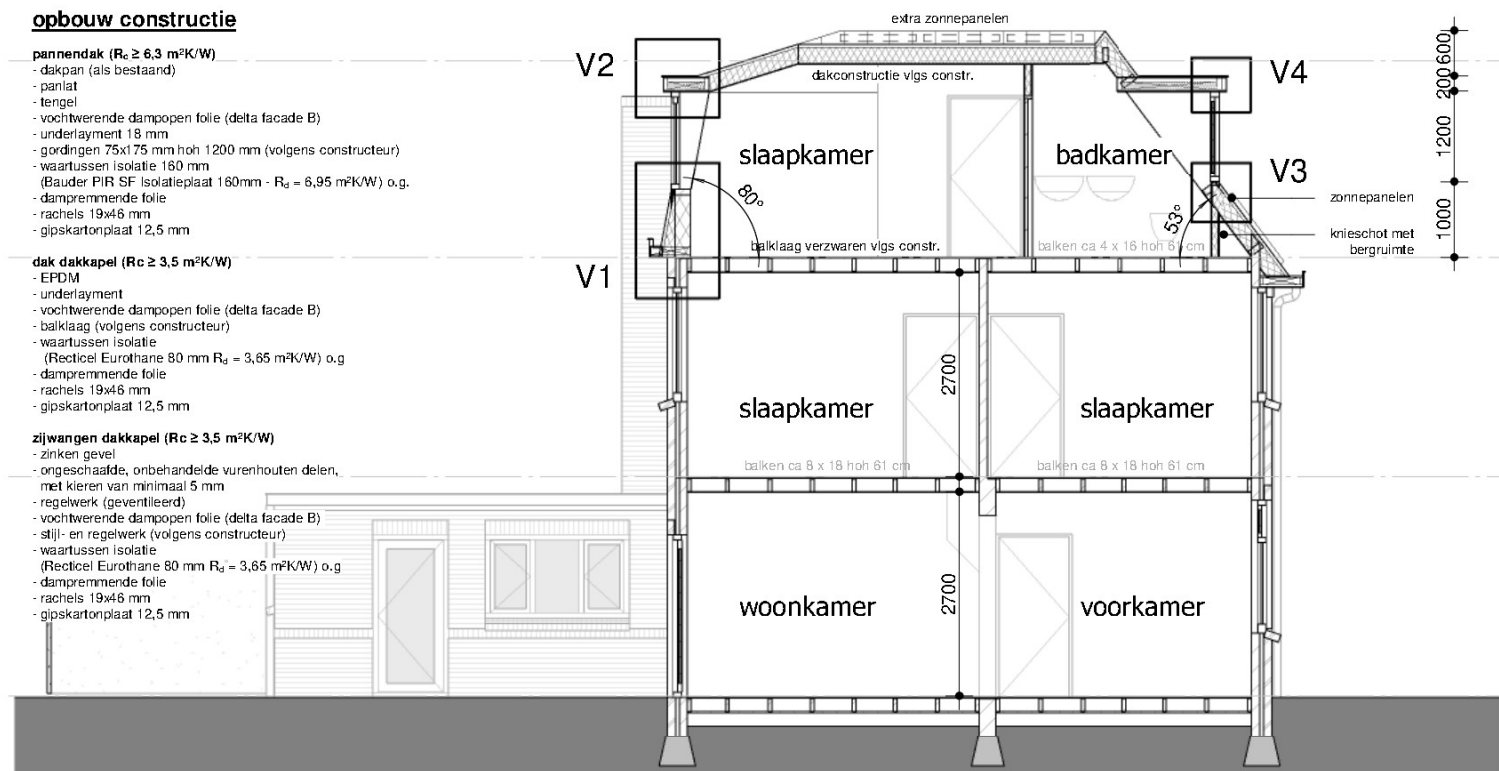 opbouw constructie
pannendak (Rc ≥ 6,3 m²K/W)
- dakpan (als bestaand)
- panlat
- tengel
- vochtwerende dampopen folie (delta facade B)
- underlayment 18 mm
- gordingen 75x175 mm hoh 1200 mm (volgens constructeur)
- waartussen isolatie 160 mm
(Bauder PIR SF Isolatieplaat 160mm - Rd = 6,95 m²K/W) o.g.
- dampremmende folie
- rachels 19x46 mm
- gipskartonplaat 12,5 mm
dak dakkapel (Rc ≥ 3,5 m²K/W)
- EPDM
- underlayment
- vochtwerende dampopen folie (delta facade B)
- balklaag (volgens constructeur)
- waartussen isolatie
(Recticel Eurothane 80 mm Rd = 3,65 m²K/W) o.g
- dampremmende folie
- rachels 19x46 mm
- gipskartonplaat 12,5 mm
zijwangen dakkapel (Rc ≥ 3,5 m²K/W)
- zinken gevel
- ongeschaafde, onbehandelde vurenhouten delen,
met kieren van minimaal 5 mm
- regelwerk (geventileerd)
- vochtwerende dampopen folie (delta facade B)
- stijl- en regelwerk (volgens constructeur)
- waartussen isolatie
(Recticel Eurothane 80 mm Rd = 3,65 m²K/W) o.g
- dampremmende folie
- rachels 19x46 mm
- gipskartonplaat 12,5 mm
extra zonnepanelen
V2
V4
dakconstructie vlgs constr.
600
200
1200
1000
slaapkamer
badkamer
V3
80°
53°
zonnepanelen
knieschot met
bergruimte
balklaag verzwaren vlgs constr.
balken ca 4 x 16 hoh 61 cm
V1
2700
slaapkamer
slaapkamer
balken ca 8 x 18 hoh 61 cm
balken ca 8 x 18 hoh 61 cm
2700
woonkamer
voorkamer